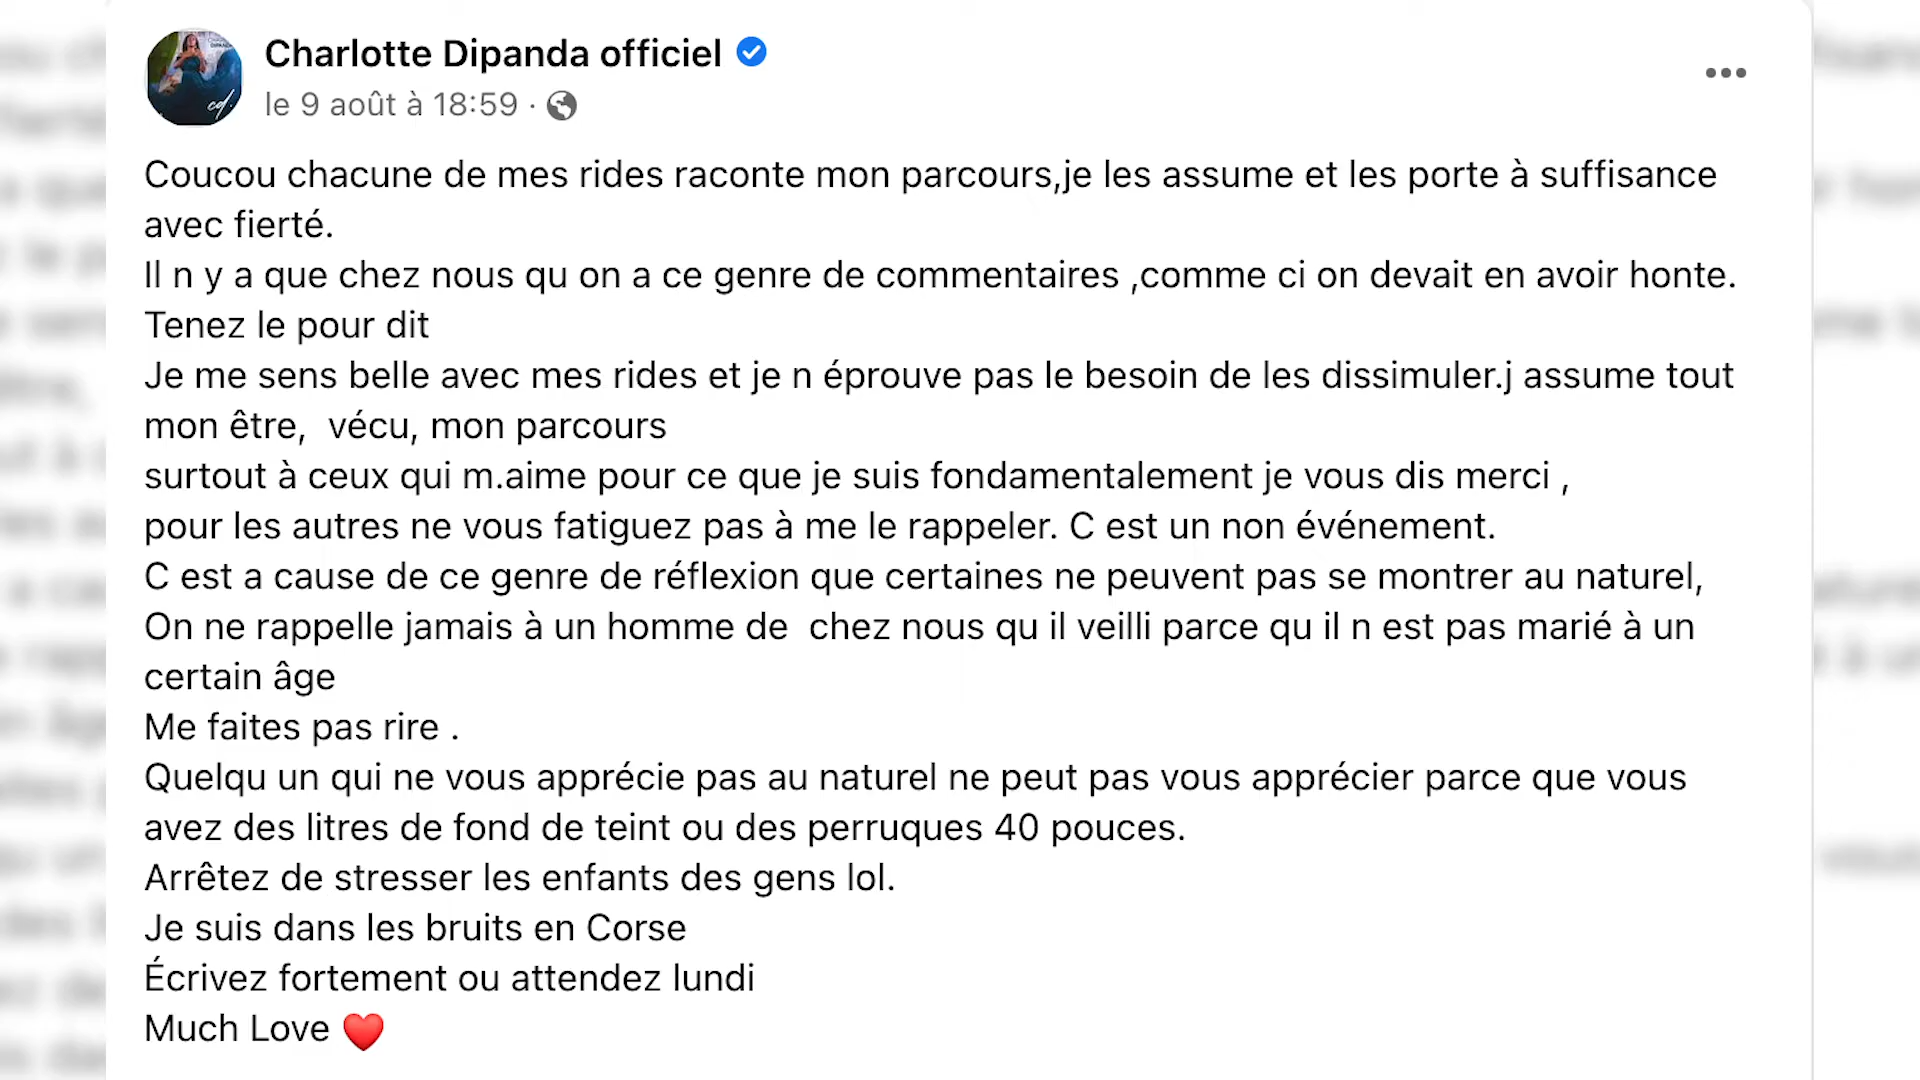 Charlotte Dipanda officiel
le 9 août à 18:59 ·
Coucou chacune de mes rides raconte mon parcours,je les assume et les porte à suffisance
avec fierté.
Il n y a que chez nous qu on a ce genre de commentaires ,comme ci on devait en avoir honte.
Tenez le pour dit
Je me sens belle avec mes rides et je n éprouve pas le besoin de les dissimuler.j assume tout
mon être,  vécu, mon parcours
surtout à ceux qui m.aime pour ce que je suis fondamentalement je vous dis merci ,
pour les autres ne vous fatiguez pas à me le rappeler. C est un non événement.
C est a cause de ce genre de réflexion que certaines ne peuvent pas se montrer au naturel,
On ne rappelle jamais à un homme de  chez nous qu il veilli parce qu il n est pas marié à un
certain âge
Me faites pas rire .
Quelqu un qui ne vous apprécie pas au naturel ne peut pas vous apprécier parce que vous
avez des litres de fond de teint ou des perruques 40 pouces.
Arrêtez de stresser les enfants des gens lol.
Je suis dans les bruits en Corse
Écrivez fortement ou attendez lundi
Much Love ❤️